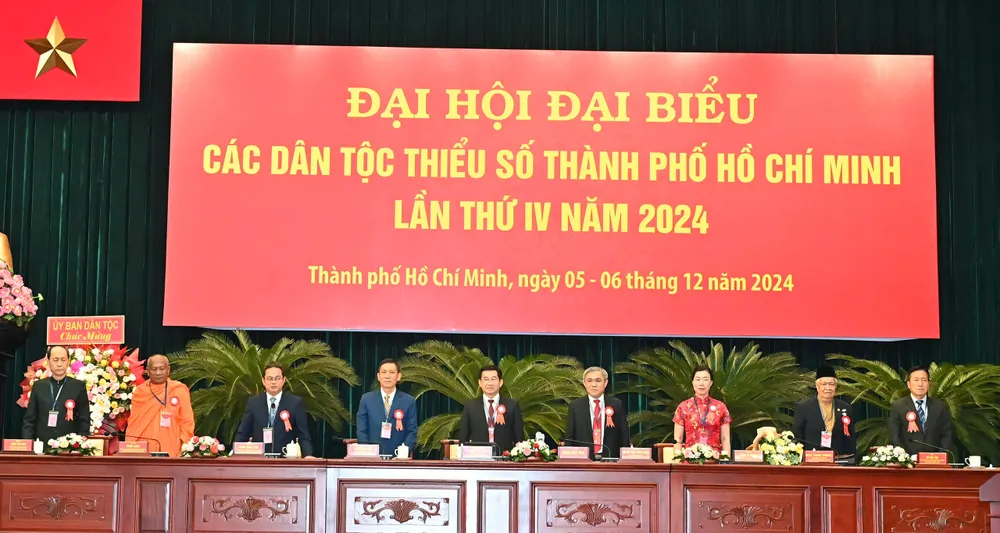 ĐẠI HỘI ĐẠI BIỂU
CÁC DÂN TỘC THIỂU SỐ THÀNH PHỐ HỒ CHÍ MINH
LẦN THỨ IV NĂM 2024
Thành phố Hồ Chí Minh, ngày 05 - 06 tháng 12 năm 2024
ỦY BAN DÂN TỘC
Chúc Mừng